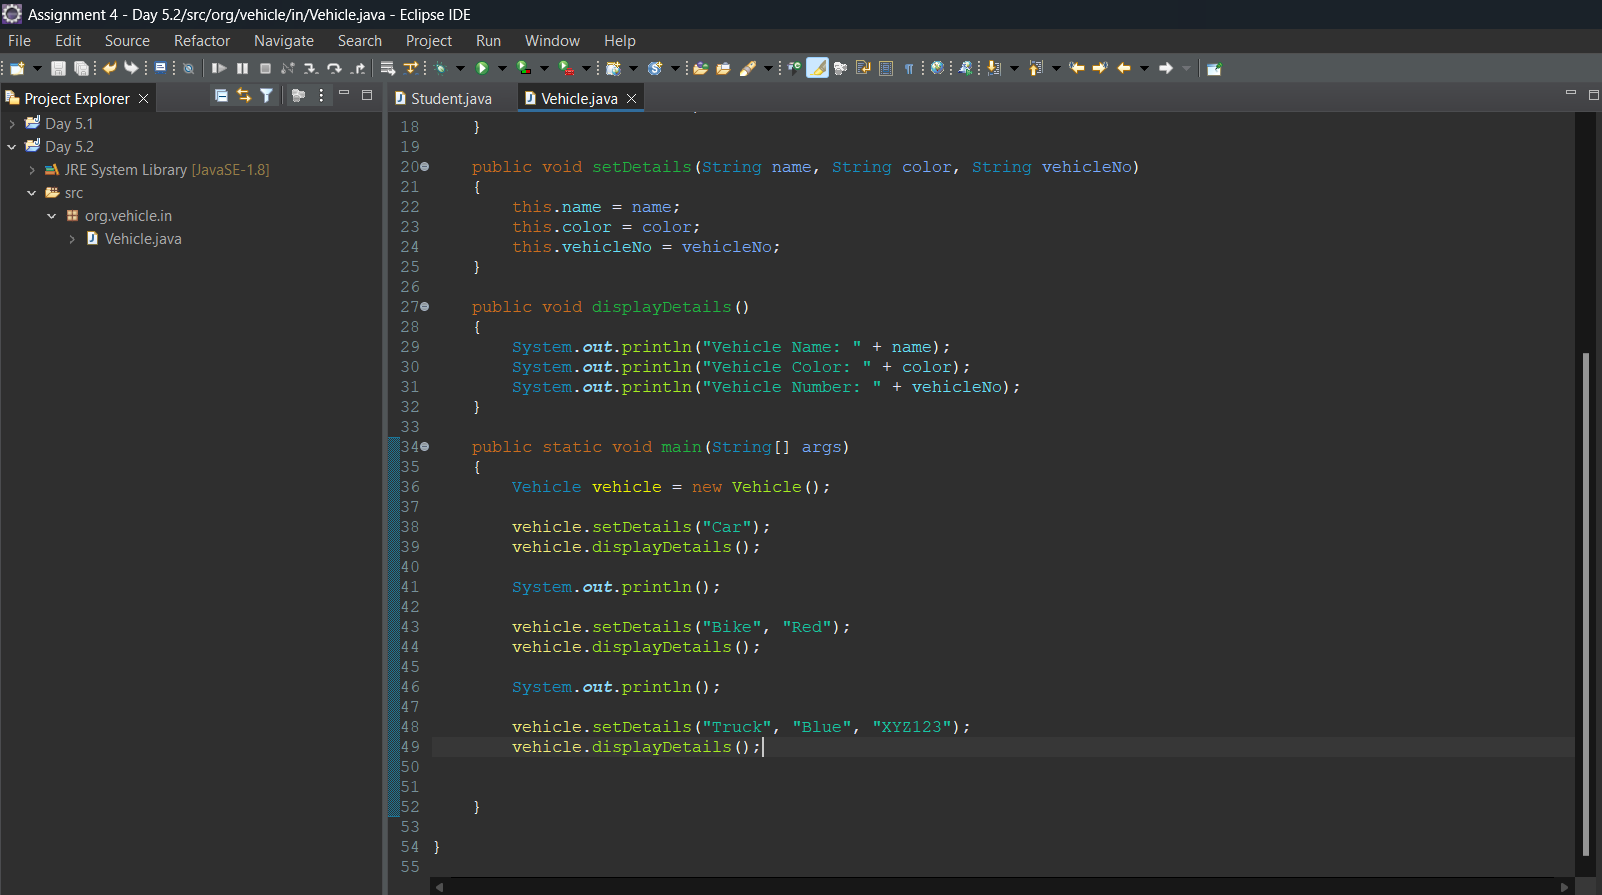 Assignment 4 - Day 5.2/src/org/vehicle/in/Vehicle.java - Eclipse IDE
File Edit Source Refactor Navigate Search Project Run Window Help
Project Explorer
Day 5.1
Day 5.2
JRE System Library [JavaSE-1.8]
src
org.vehicle.in
Vehicle.java
Student.java Vehicle.java
18 }
19
20 public void setDetails(String name, String color, String vehicleNo)
21 {
22 this.name = name;
23 this.color = color;
24 this.vehicleNo = vehicleNo;
25 }
26
27 public void displayDetails()
28 {
29 System.out.println("Vehicle Name: " + name);
30 System.out.println("Vehicle Color: " + color);
31 System.out.println("Vehicle Number: " + vehicleNo);
32 }
33
34 public static void main(String[] args)
35 {
36 Vehicle vehicle = new Vehicle();
37
38 vehicle.setDetails("Car");
39 vehicle.displayDetails();
40
41 System.out.println();
42
43 vehicle.setDetails("Bike", "Red");
44 vehicle.displayDetails();
45
46 System.out.println();
47
48 vehicle.setDetails("Truck", "Blue", "XYZ123");
49 vehicle.displayDetails();
50
51
52 }
53
54 }
55